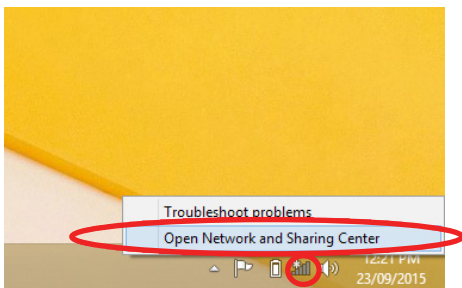 Troubleshoot problems
Open Network and Sharing Center
12:21 PM
23/09/2015